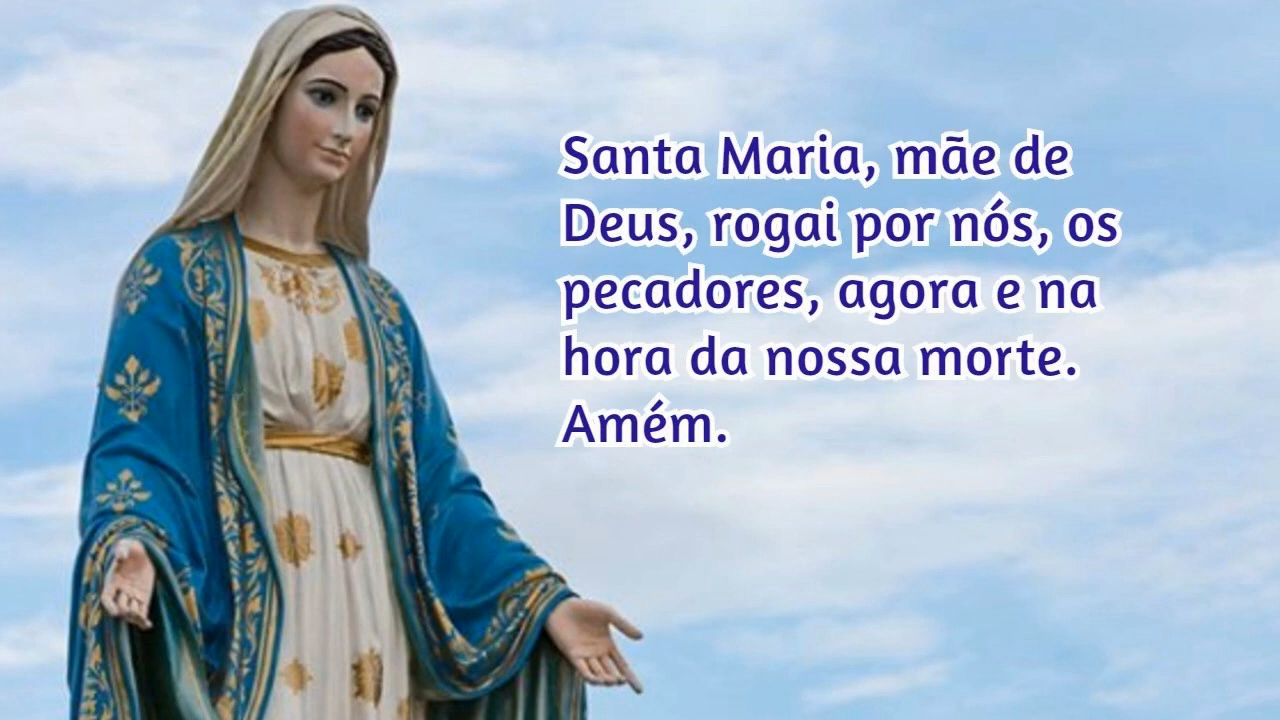 Santa Maria, mãe de
Deus, rogai por nós, os
pecadores, agora e na
hora da nossa morte.
Amém.